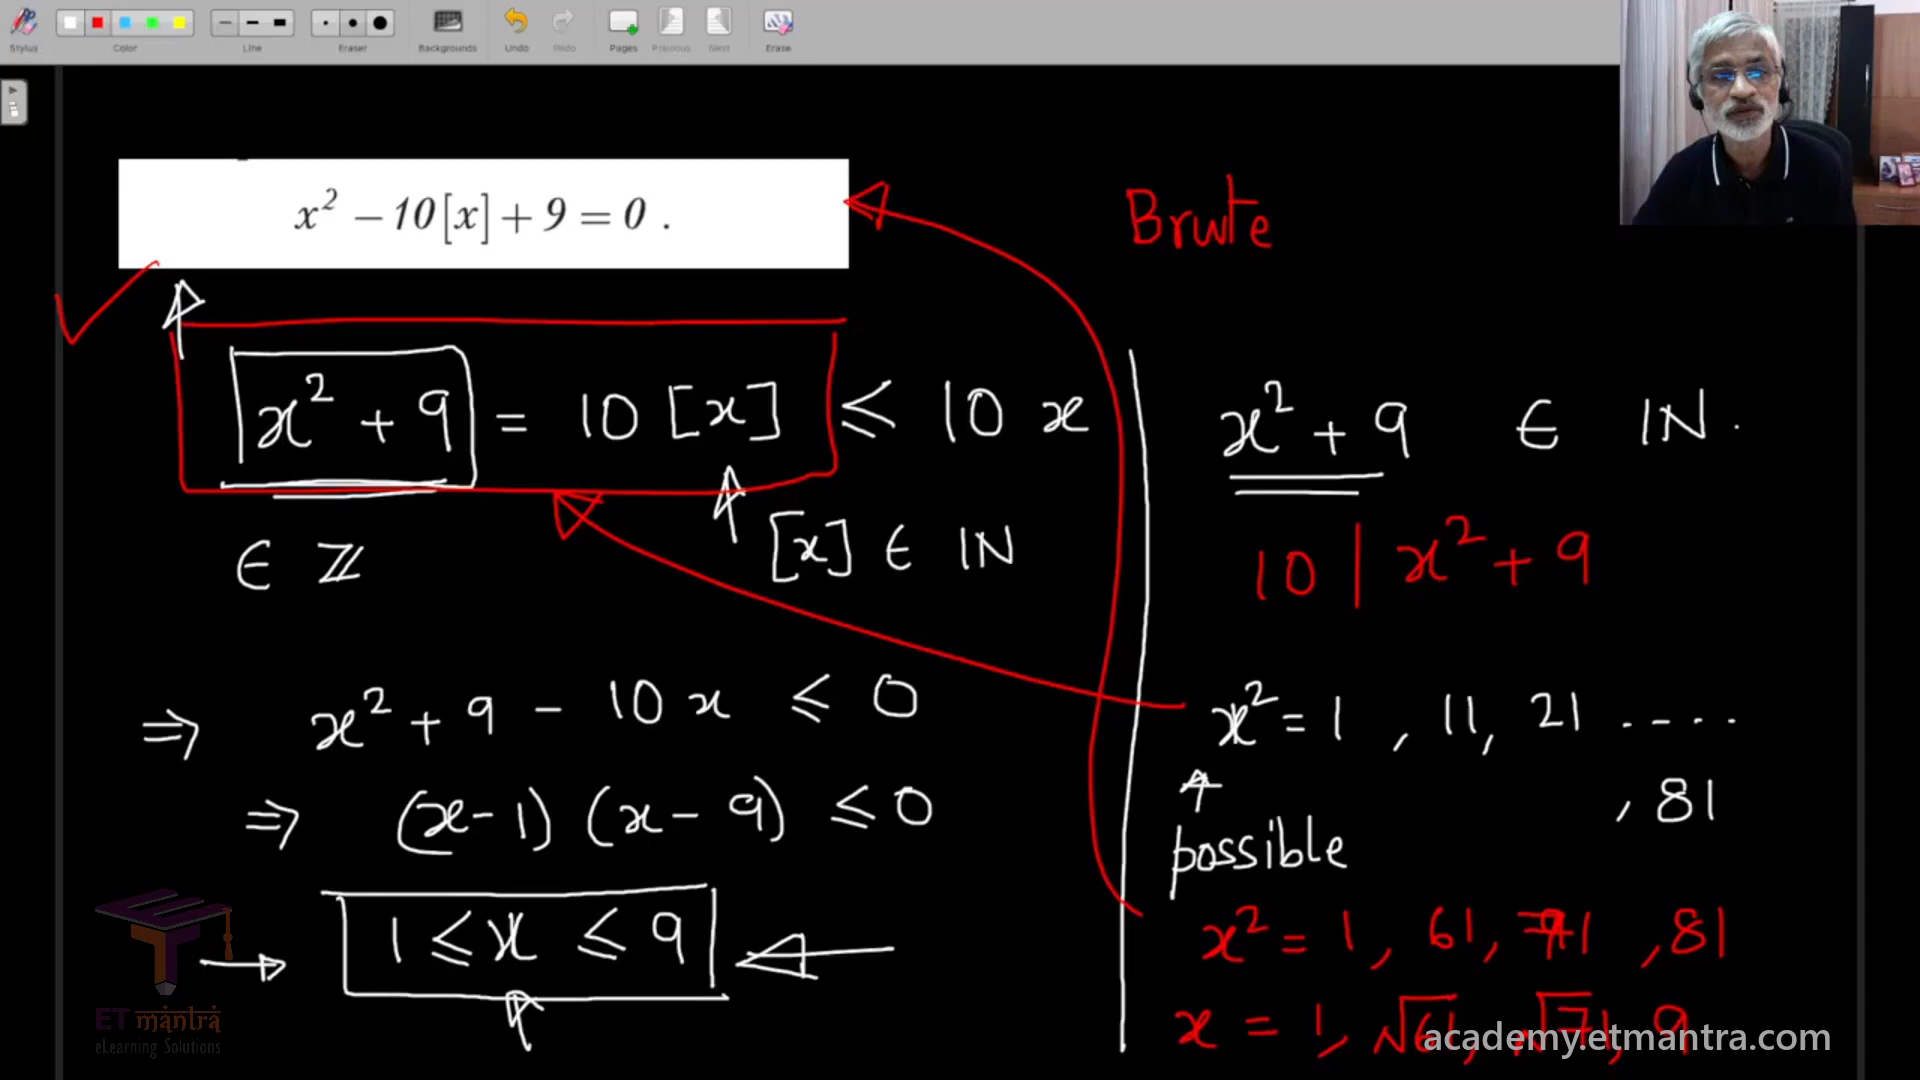 Stylus Color Line Eraser Backgrounds Undo Redo Pages Previous Next Erase
x² − 10[x] + 9 = 0 .
Brute
x² + 9 = 10 [x] ≤ 10 x
∈ ℤ
[x] ∈ IN
⇒ x² + 9 − 10 x ≤ 0
⇒ (x − 1) (x − 9) ≤ 0
→ 1 ≤ x ≤ 9
x² + 9 ∈ IN .
10 | x² + 9
x² = 1 , 11, 21 ....
, 81
possible
x² = 1 , 61, 71 , 81
x = 1, √61, √71, 9
ET mantra
eLearning Solutions
academy.etmantra.com